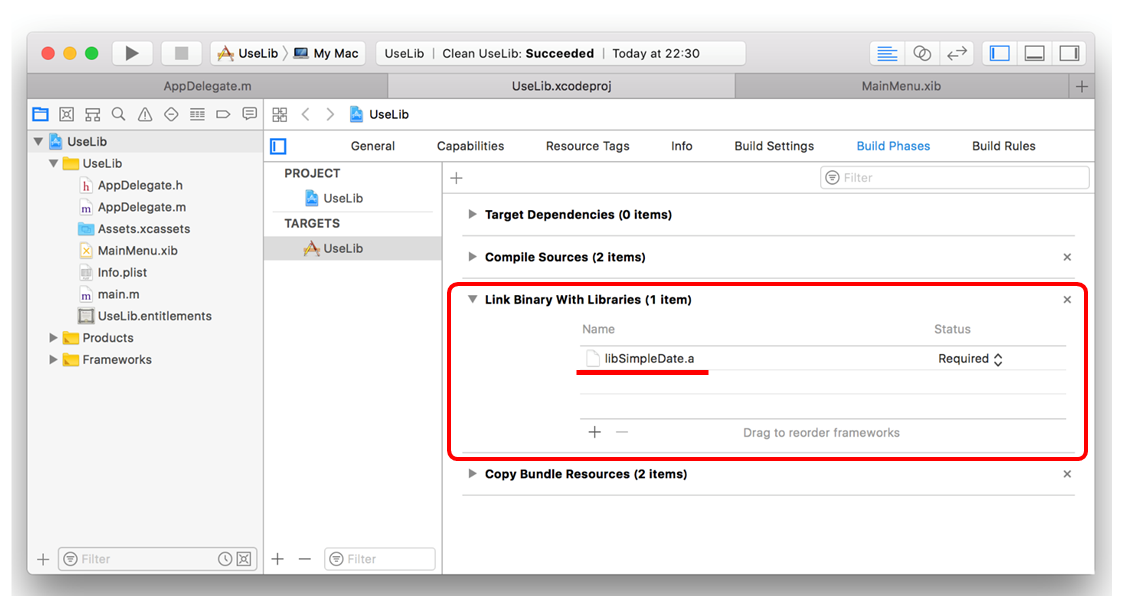 UseLib 〉 My Mac
UseLib | Clean UseLib: Succeeded | Today at 22:30
AppDelegate.m
UseLib.xcodeproj
MainMenu.xib
UseLib
General
Capabilities
Resource Tags
Info
Build Settings
Build Phases
Build Rules
UseLib
UseLib
h AppDelegate.h
m AppDelegate.m
Assets.xcassets
MainMenu.xib
Info.plist
m main.m
UseLib.entitlements
Products
Frameworks
Filter
PROJECT
UseLib
TARGETS
UseLib
Filter
Filter
Target Dependencies (0 items)
Compile Sources (2 items)
Link Binary With Libraries (1 item)
Name
Status
libSimpleDate.a
Required
Drag to reorder frameworks
Copy Bundle Resources (2 items)